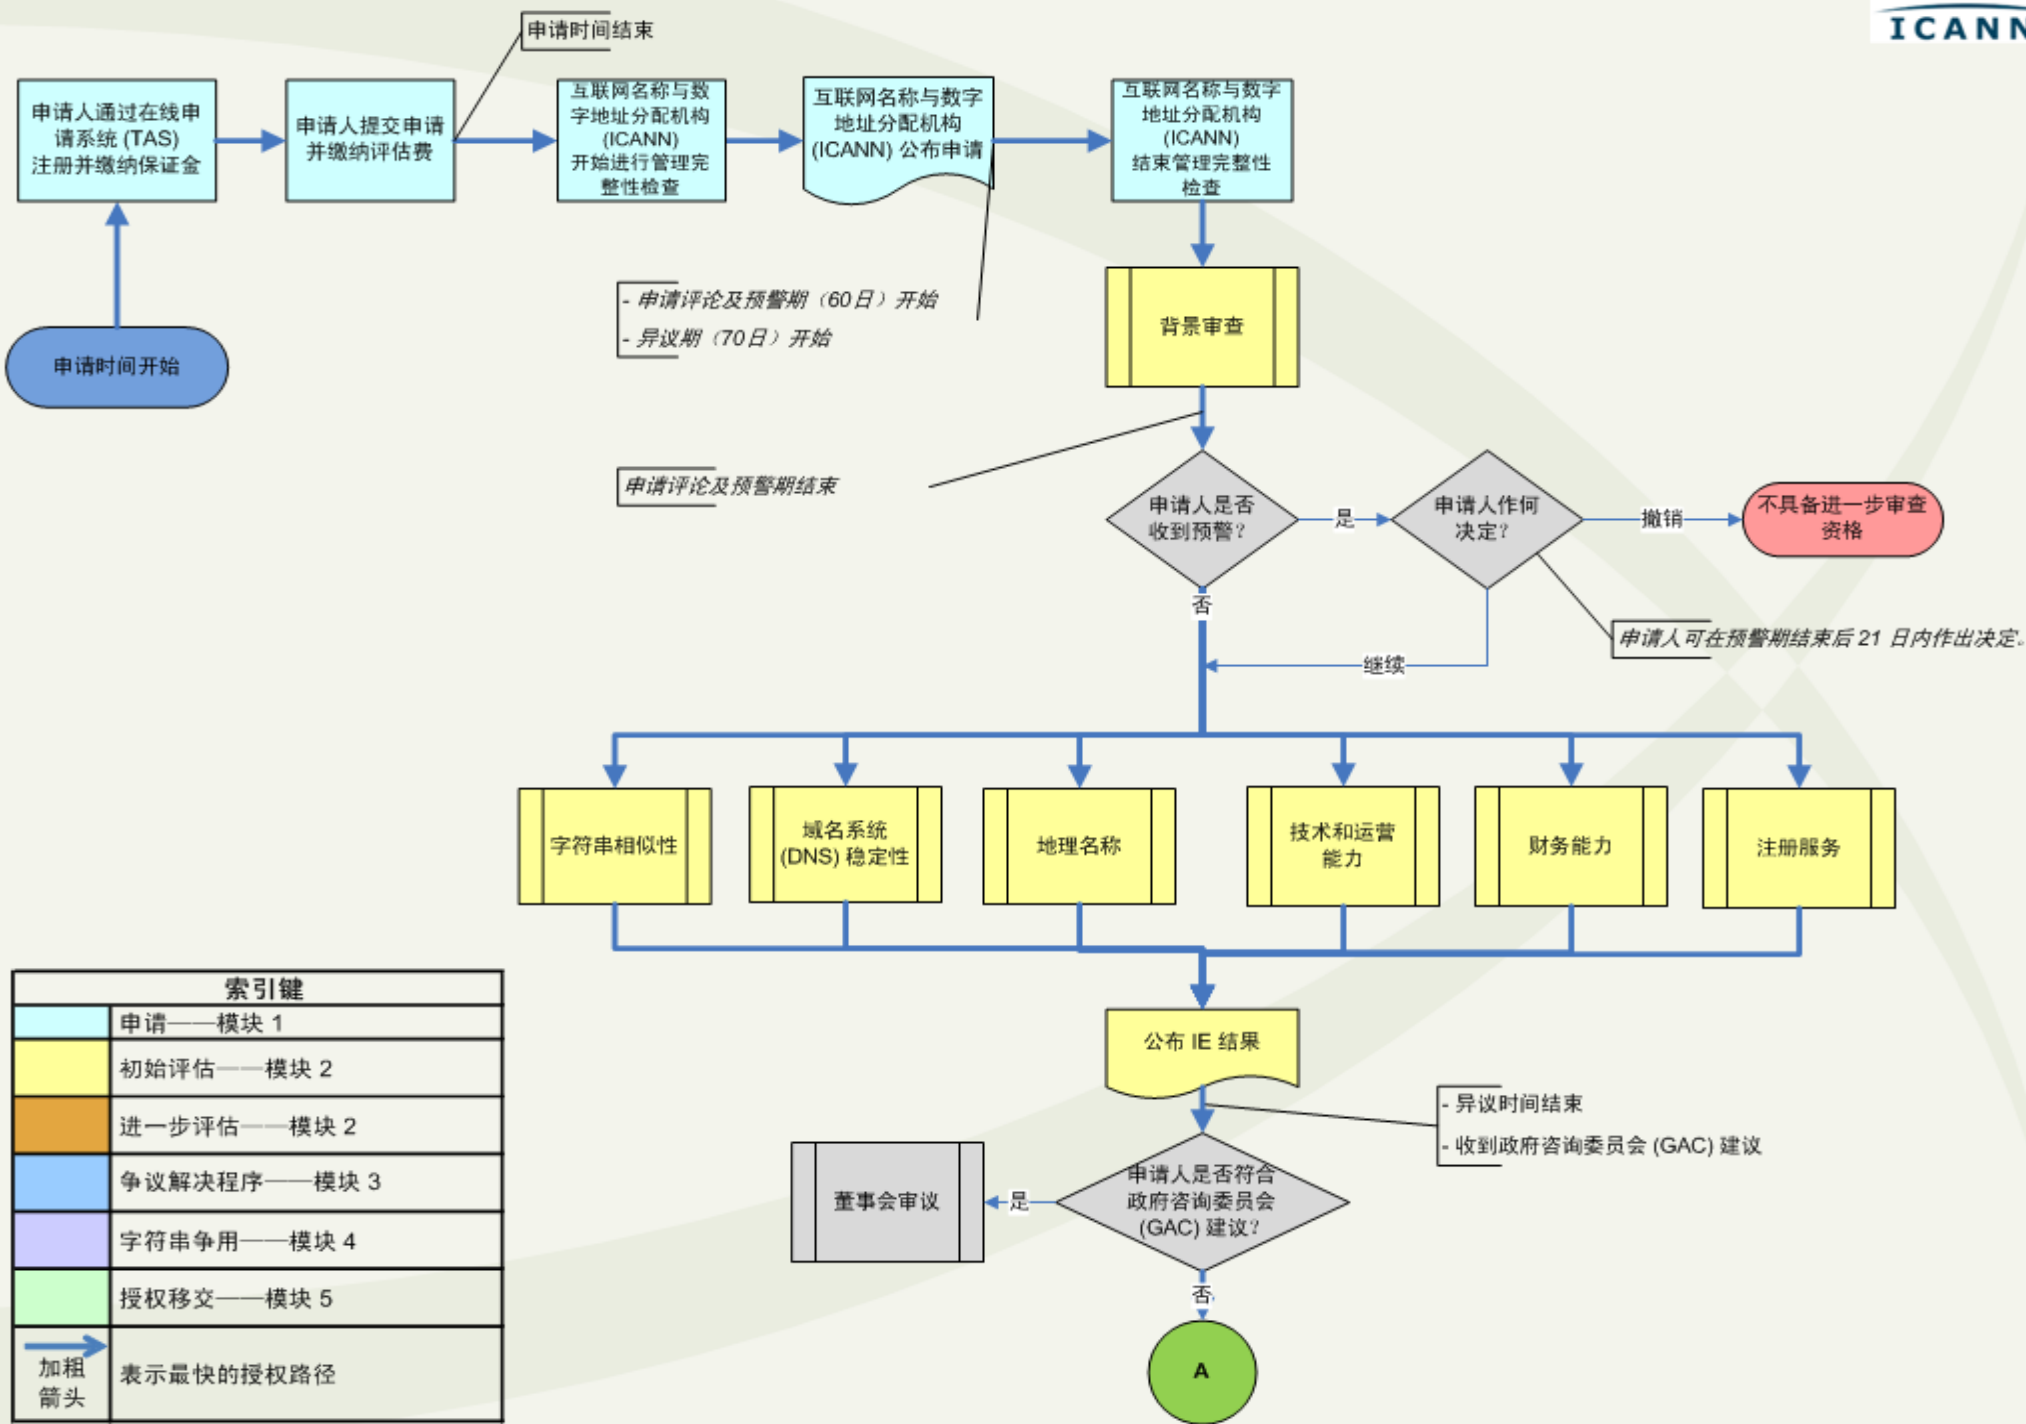 ICANN
申请时间结束
申请人通过在线申
请系统 (TAS)
注册并缴纳保证金
申请人提交申请
并缴纳评估费
互联网名称与数
字地址分配机构
(ICANN)
开始进行管理完
整性检查
互联网名称与数字
地址分配机构
(ICANN) 公布申请
互联网名称与数字
地址分配机构
(ICANN)
结束管理完整性
检查
- 申请评论及预警期（60日）开始
- 异议期（70日）开始
背景审查
申请时间开始
申请评论及预警期结束
申请人是否
收到预警?
是
申请人作何
决定?
撤销
不具备进一步审查
资格
否
申请人可在预警期结束后 21 日内作出决定。
继续
字符串相似性
域名系统
(DNS) 稳定性
地理名称
技术和运营
能力
财务能力
注册服务
公布 IE 结果
- 异议时间结束
- 收到政府咨询委员会 (GAC) 建议
董事会审议
是
申请人是否符合
政府咨询委员会
(GAC) 建议?
否
A
索引键
申请——模块 1
初始评估——模块 2
进一步评估——模块 2
争议解决程序——模块 3
字符串争用——模块 4
授权移交——模块 5
加粗
箭头
表示最快的授权路径